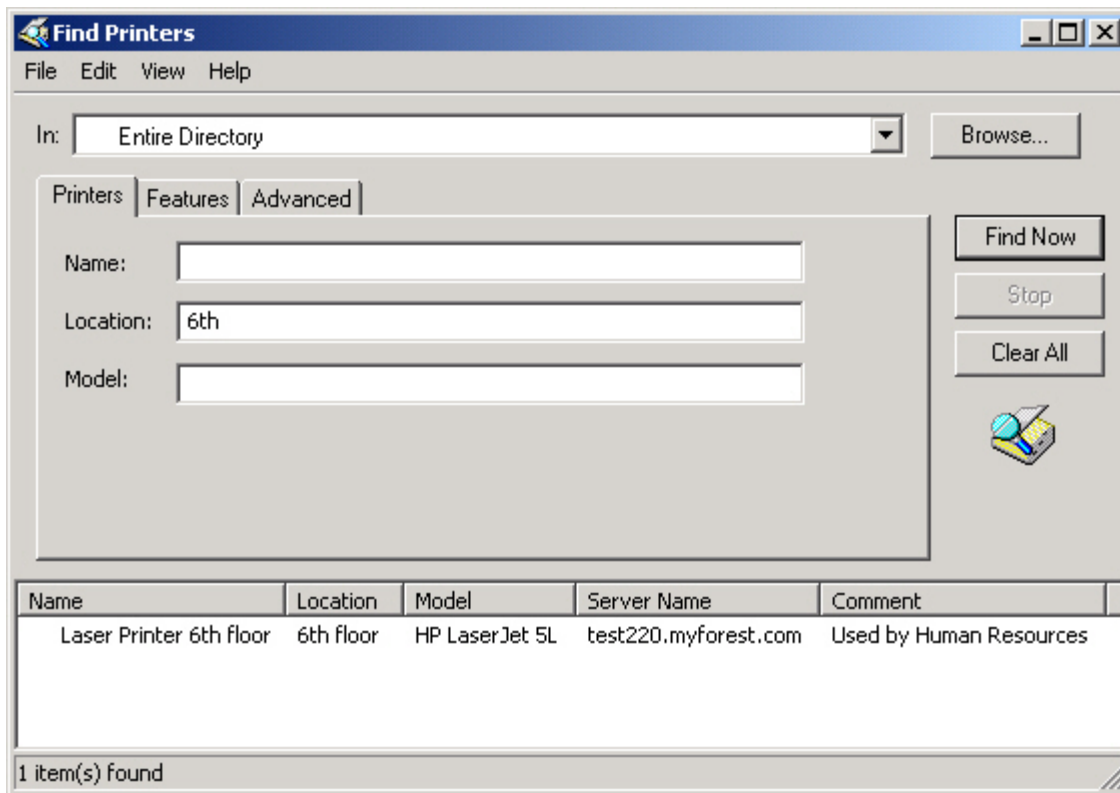 Find Printers
File Edit View Help
In: Entire Directory Browse...
Printers Features Advanced
Find Now
Name:
Stop
Location: 6th
Clear All
Model:
Name Location Model Server Name Comment
Laser Printer 6th floor 6th floor HP LaserJet 5L test220.myforest.com Used by Human Resources
1 item(s) found